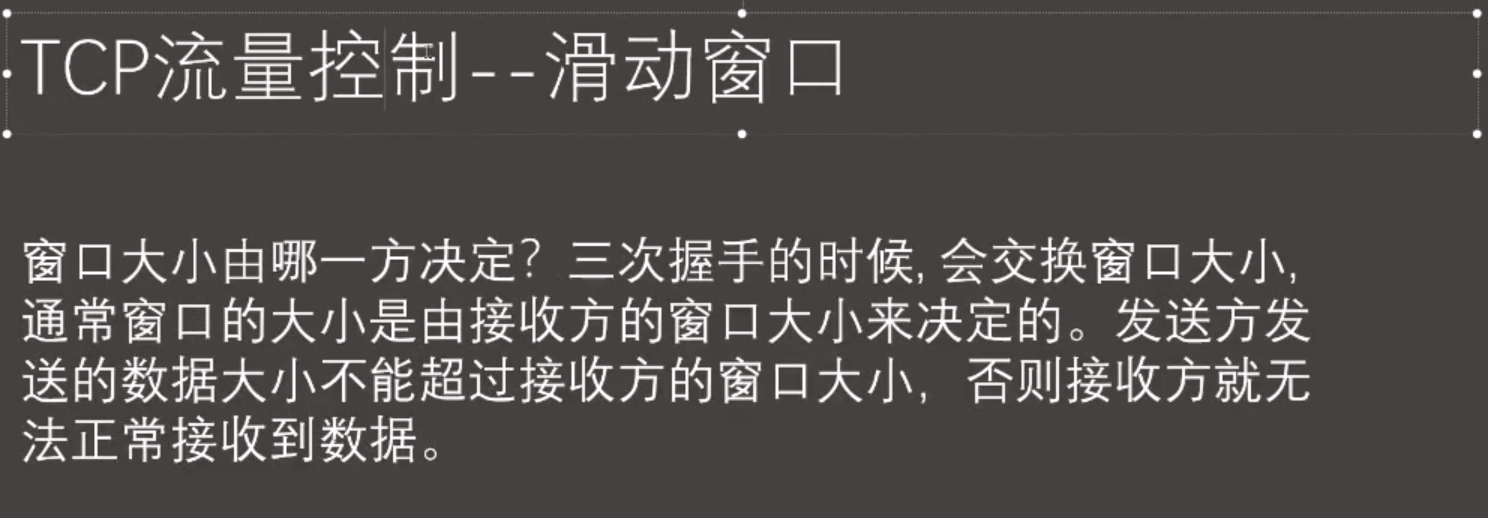 TCP流量控制--滑动窗口
窗口大小由哪一方决定？三次握手的时候, 会交换窗口大小,
通常窗口的大小是由接收方的窗口大小来决定的。发送方发
送的数据大小不能超过接收方的窗口大小，否则接收方就无
法正常接收到数据。